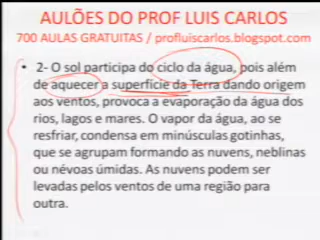 AULÕES DO PROF LUIS CARLOS
700 AULAS GRATUITAS / profluiscarlos.blogspot.com
• 2- O sol participa do ciclo da água, pois além
de aquecer a superfície da Terra dando origem
aos ventos, provoca a evaporação da água dos
rios, lagos e mares. O vapor da água, ao se
resfriar, condensa em minúsculas gotinhas,
que se agrupam formando as nuvens, neblinas
ou névoas úmidas. As nuvens podem ser
levadas pelos ventos de uma região para
outra.